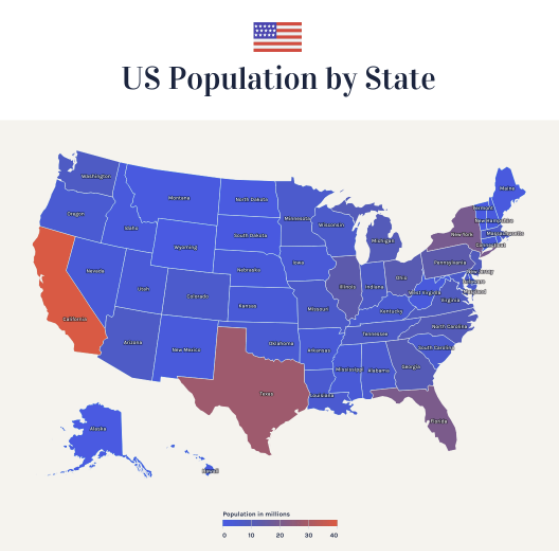 US Population by State
Washington
Oregon
California
Nevada
Idaho
Montana
Wyoming
Utah
Arizona
Colorado
New Mexico
North Dakota
South Dakota
Nebraska
Kansas
Oklahoma
Texas
Minnesota
Iowa
Missouri
Arkansas
Louisiana
Wisconsin
Illinois
Michigan
Indiana
Ohio
Kentucky
Tennessee
Mississippi
Alabama
Georgia
Florida
South Carolina
North Carolina
Virginia
West Virginia
Pennsylvania
New York
Maine
Vermont
New Hampshire
Massachusetts
Connecticut
New Jersey
Delaware
Maryland
Alaska
Hawaii
Population in millions
0 10 20 30 40